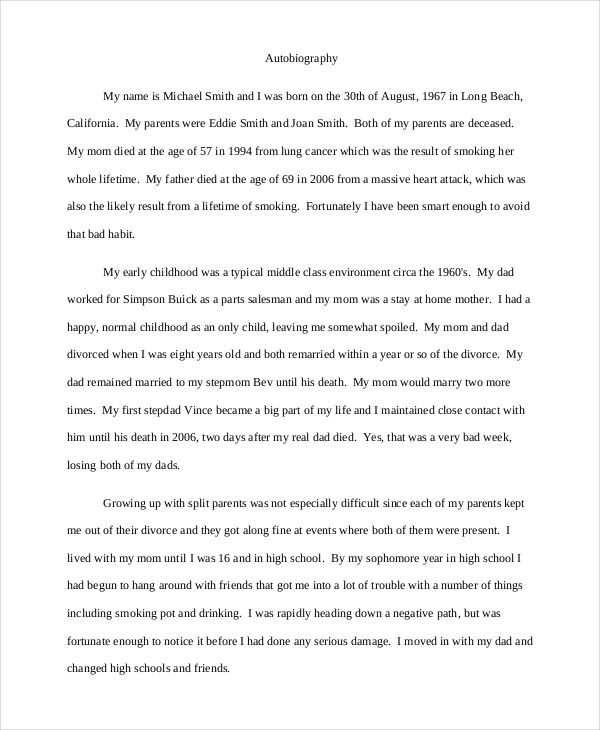 Autobiography
My name is Michael Smith and I was born on the 30th of August, 1967 in Long Beach,
California.  My parents were Eddie Smith and Joan Smith.  Both of my parents are deceased.
My mom died at the age of 57 in 1994 from lung cancer which was the result of smoking her
whole lifetime.  My father died at the age of 69 in 2006 from a massive heart attack, which was
also the likely result from a lifetime of smoking.  Fortunately I have been smart enough to avoid
that bad habit.
My early childhood was a typical middle class environment circa the 1960's.  My dad
worked for Simpson Buick as a parts salesman and my mom was a stay at home mother.  I had a
happy, normal childhood as an only child, leaving me somewhat spoiled.  My mom and dad
divorced when I was eight years old and both remarried within a year or so of the divorce.  My
dad remained married to my stepmom Bev until his death.  My mom would marry two more
times.  My first stepdad Vince became a big part of my life and I maintained close contact with
him until his death in 2006, two days after my real dad died.  Yes, that was a very bad week,
losing both of my dads.
Growing up with split parents was not especially difficult since each of my parents kept
me out of their divorce and they got along fine at events where both of them were present.  I
lived with my mom until I was 16 and in high school.  By my sophomore year in high school I
had begun to hang around with friends that got me into a lot of trouble with a number of things
including smoking pot and drinking.  I was rapidly heading down a negative path, but was
fortunate enough to notice it before I had done any serious damage.  I moved in with my dad and
changed high schools and friends.